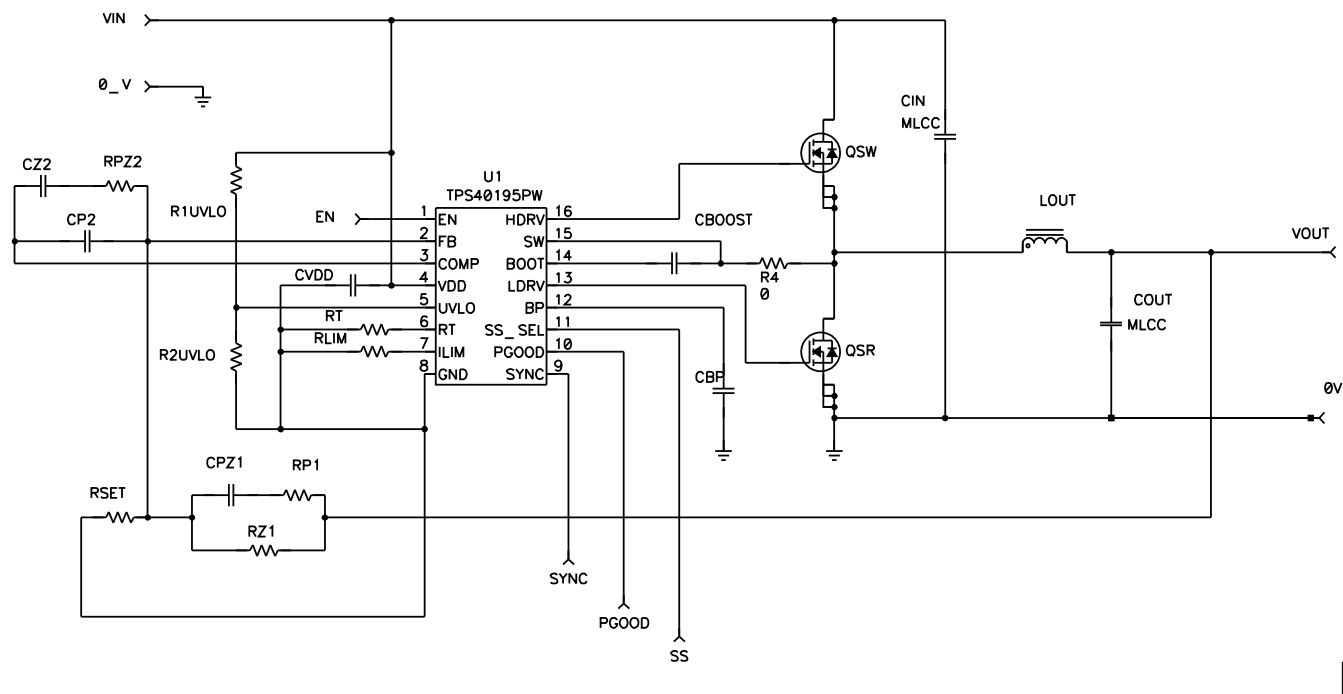 VIN
0_V
CIN
MLCC
CZ2
RPZ2
QSW
U1
TPS40195PW
R1UVLO
CP2
EN
1
EN
HDRV
16
CBOOST
LOUT
2
FB
SW
15
VOUT
3
COMP
BOOT
14
CVDD
4
VDD
LDRV
13
R4
0
5
UVLO
BP
12
COUT
MLCC
RT
6
RT
SS_SEL
11
RLIM
7
ILIM
PGOOD
10
R2UVLO
QSR
8
GND
SYNC
9
CBP
0V
CPZ1
RP1
RSET
RZ1
SYNC
PGOOD
SS